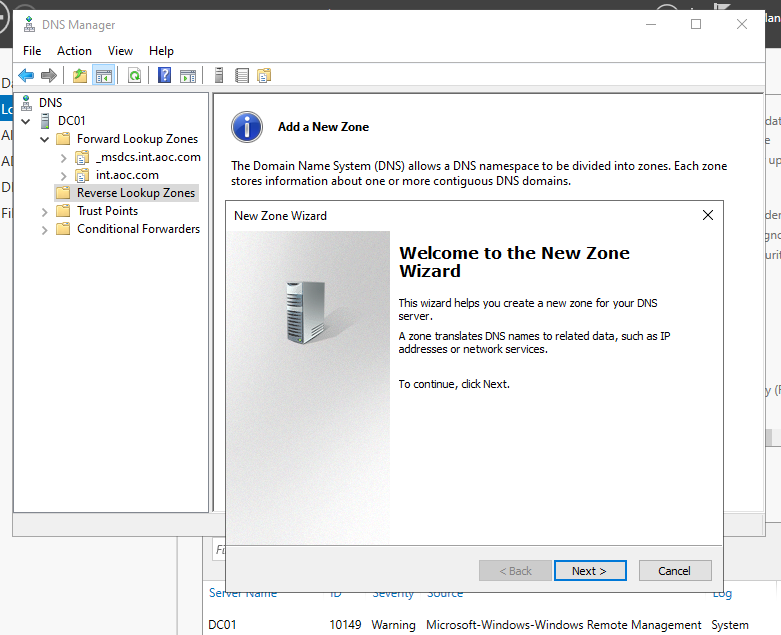 DNS Manager
File Action View Help
DNS
DC01
Forward Lookup Zones
_msdcs.int.aoc.com
int.aoc.com
Reverse Lookup Zones
Trust Points
Conditional Forwarders
Add a New Zone
The Domain Name System (DNS) allows a DNS namespace to be divided into zones. Each zone
stores information about one or more contiguous DNS domains.
New Zone Wizard
Welcome to the New Zone
Wizard
This wizard helps you create a new zone for your DNS
server.
A zone translates DNS names to related data, such as IP
addresses or network services.
To continue, click Next.
< Back Next > Cancel
Server Name ID Severity Source Log
DC01 10149 Warning Microsoft-Windows-Windows Remote Management System